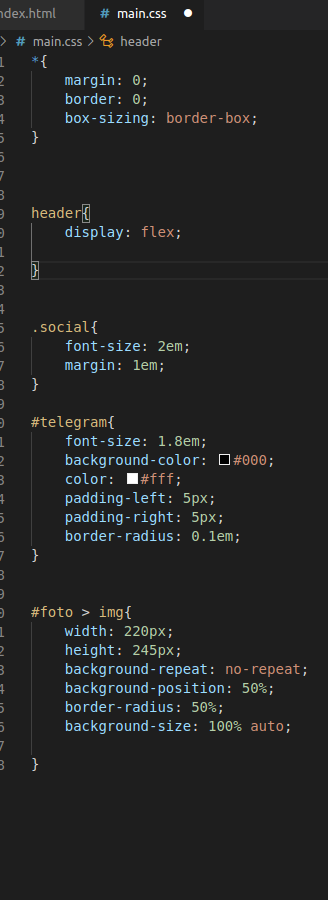 ndex.html # main.css
# main.css > header
1 *{
2 margin: 0;
3 border: 0;
4 box-sizing: border-box;
5 }
6
7
8
9 header{
0 display: flex;
1
2 }
3
4
5 .social{
6 font-size: 2em;
7 margin: 1em;
8 }
9
0 #telegram{
1 font-size: 1.8em;
2 background-color: #000;
3 color: #fff;
4 padding-left: 5px;
5 padding-right: 5px;
6 border-radius: 0.1em;
7 }
8
9
0 #foto > img{
1 width: 220px;
2 height: 245px;
3 background-repeat: no-repeat;
4 background-position: 50%;
5 border-radius: 50%;
6 background-size: 100% auto;
7
8 }